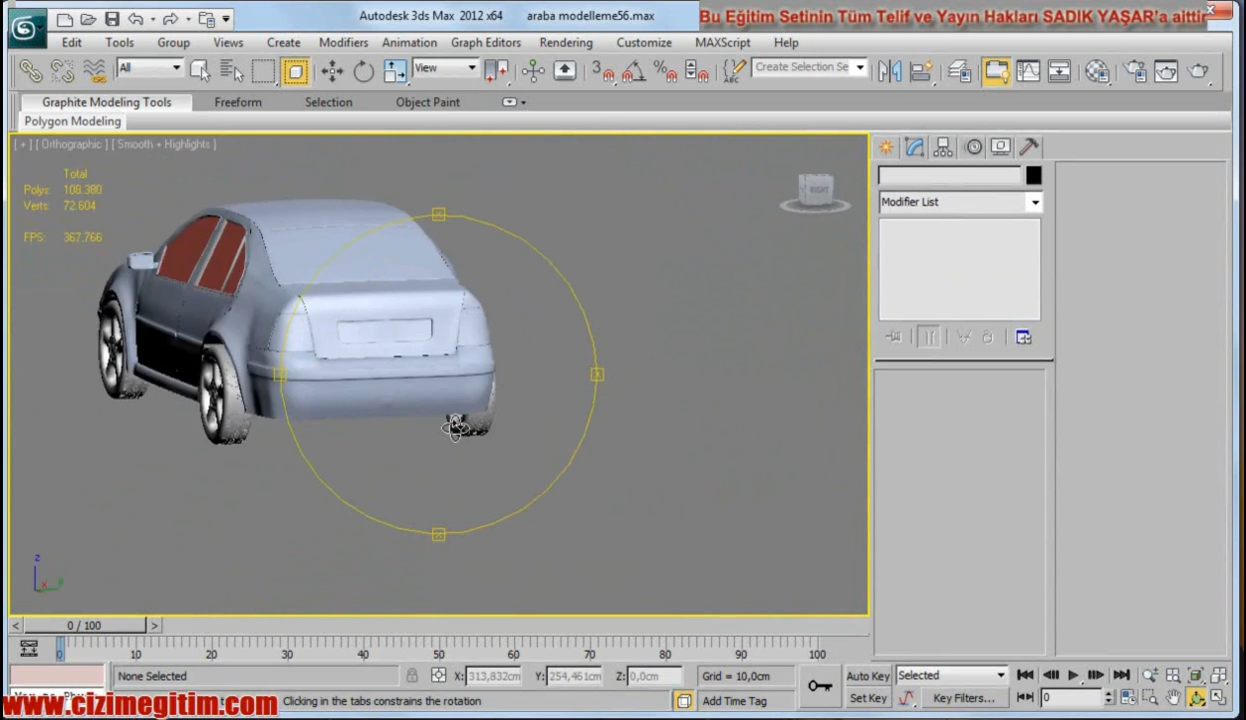 Autodesk 3ds Max 2012 x64 araba modelleme56.max
Bu Eğitim Setinin Tüm Telif ve Yayın Hakları SADIK YAŞAR'a aittir
Edit Tools Group Views Create Modifiers Animation Graph Editors Rendering Customize MAXScript Help
All View 3 % ABC Create Selection Se
Graphite Modeling Tools Freeform Selection Object Paint
Polygon Modeling
[ + ] [ Orthographic ] [ Smooth + Highlights ]
Total
Polys: 108.380
Verts: 72.604
FPS: 367,766
RIGHT
Modifier List
z
x
y
< 0 / 100 >
0 10 20 30 40 50 60 70 80 90 100
None Selected X: 313,832cm Y: 254,461cm Z: 0,0cm Grid = 10,0cm Auto Key Selected
www.cizimegitim.com Clicking in the tabs constrains the rotation Add Time Tag Set Key Key Filters... 0